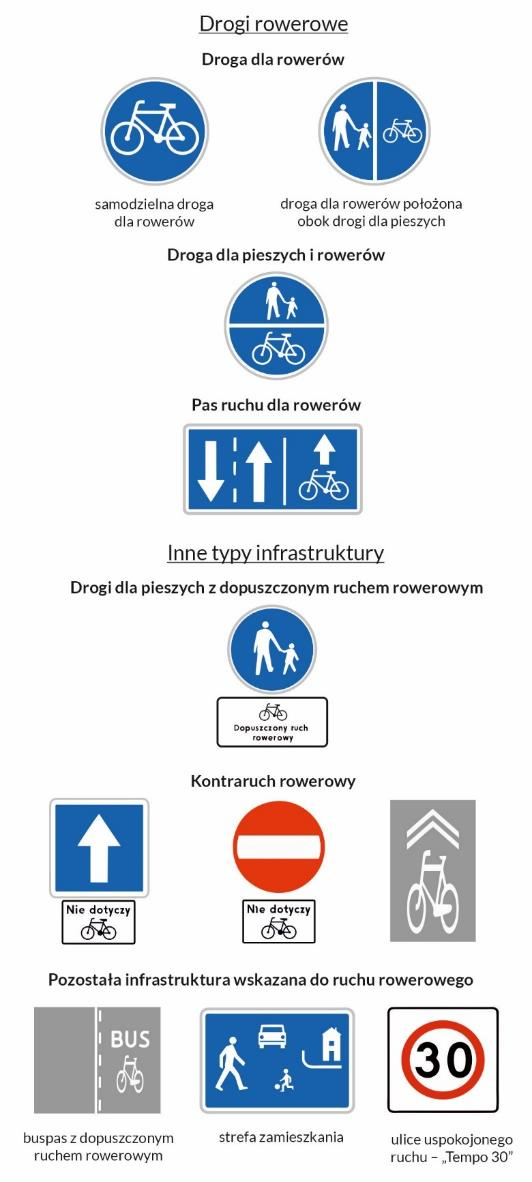 Drogi rowerowe
Droga dla rowerów
samodzielna droga
dla rowerów
droga dla rowerów położona
obok drogi dla pieszych
Droga dla pieszych i rowerów
Pas ruchu dla rowerów
Inne typy infrastruktury
Drogi dla pieszych z dopuszczonym ruchem rowerowym
Dopuszczony ruch
rowerowy
Kontraruch rowerowy
Nie dotyczy
Nie dotyczy
Pozostała infrastruktura wskazana do ruchu rowerowego
BUS
30
buspas z dopuszczonym
ruchem rowerowym
strefa zamieszkania
ulice uspokojonego
ruchu – „Tempo 30”